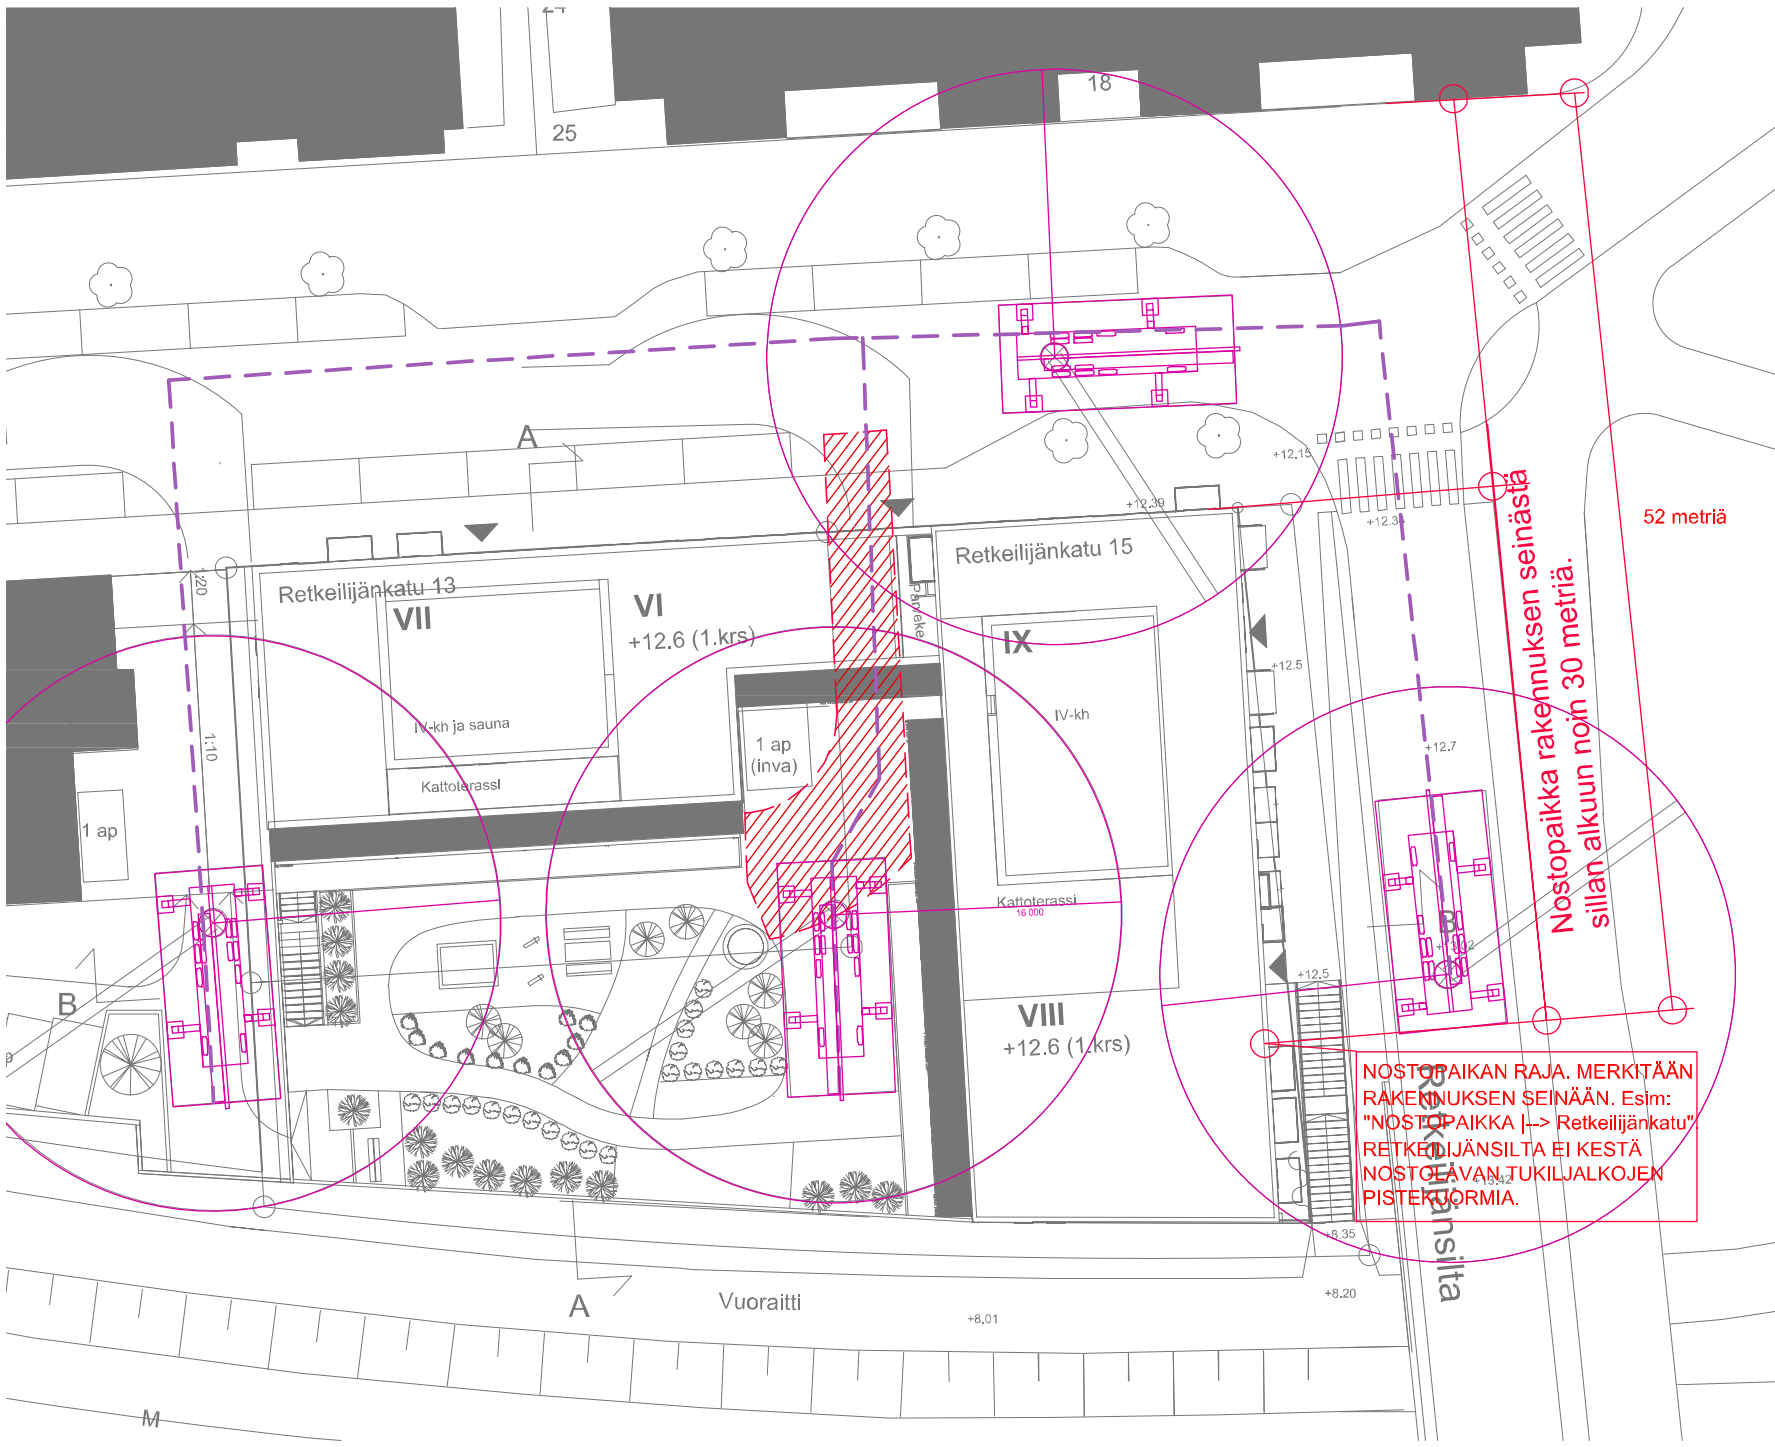 18
25
A
+12.15
+12.39
52 metriä
Nostopaikka rakennuksen seinästä
sillan alkuun noin 30 metriä.
Retkeilijänkatu 13
VII
VI
+12.6 (1.krs)
Parveke
Retkeilijänkatu 15
IX
IV-kh
+12.5
1:20
1:10
IV-kh ja sauna
Kattoterassi
1 ap
(inva)
+12.7
1 ap
Kattoterassi
16 000
B
+12.5
B
VIII
+12.6 (1.krs)
NOSTOPAIKAN RAJA. MERKITÄÄN
RAKENNUKSEN SEINÄÄN. Esim:
"NOSTOPAIKKA |--> Retkeilijänkatu".
RETKEILIJÄNSILTA EI KESTÄ
NOSTOLAVAN TUKILJALKOJEN
PISTEKUORMIA.
Retkeilijänsilta
+13.42
+8.35
+8.20
A
Vuoraitti
+8.01
M